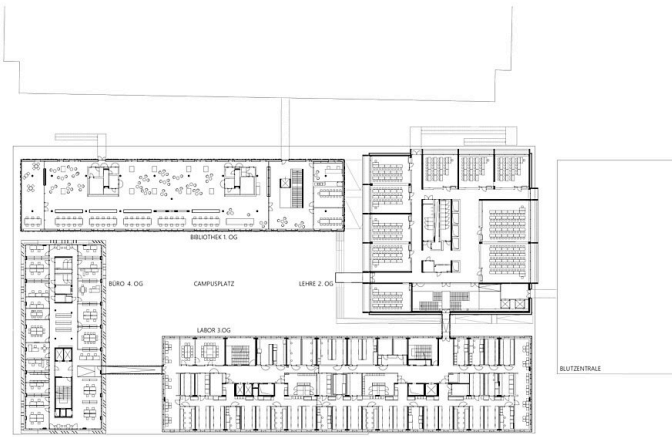 BIBLIOTHEK 1. OG
BÜRO 4. OG
CAMPUSPLATZ
LEHRE 2. OG
LABOR 3.OG
BLUTZENTRALE